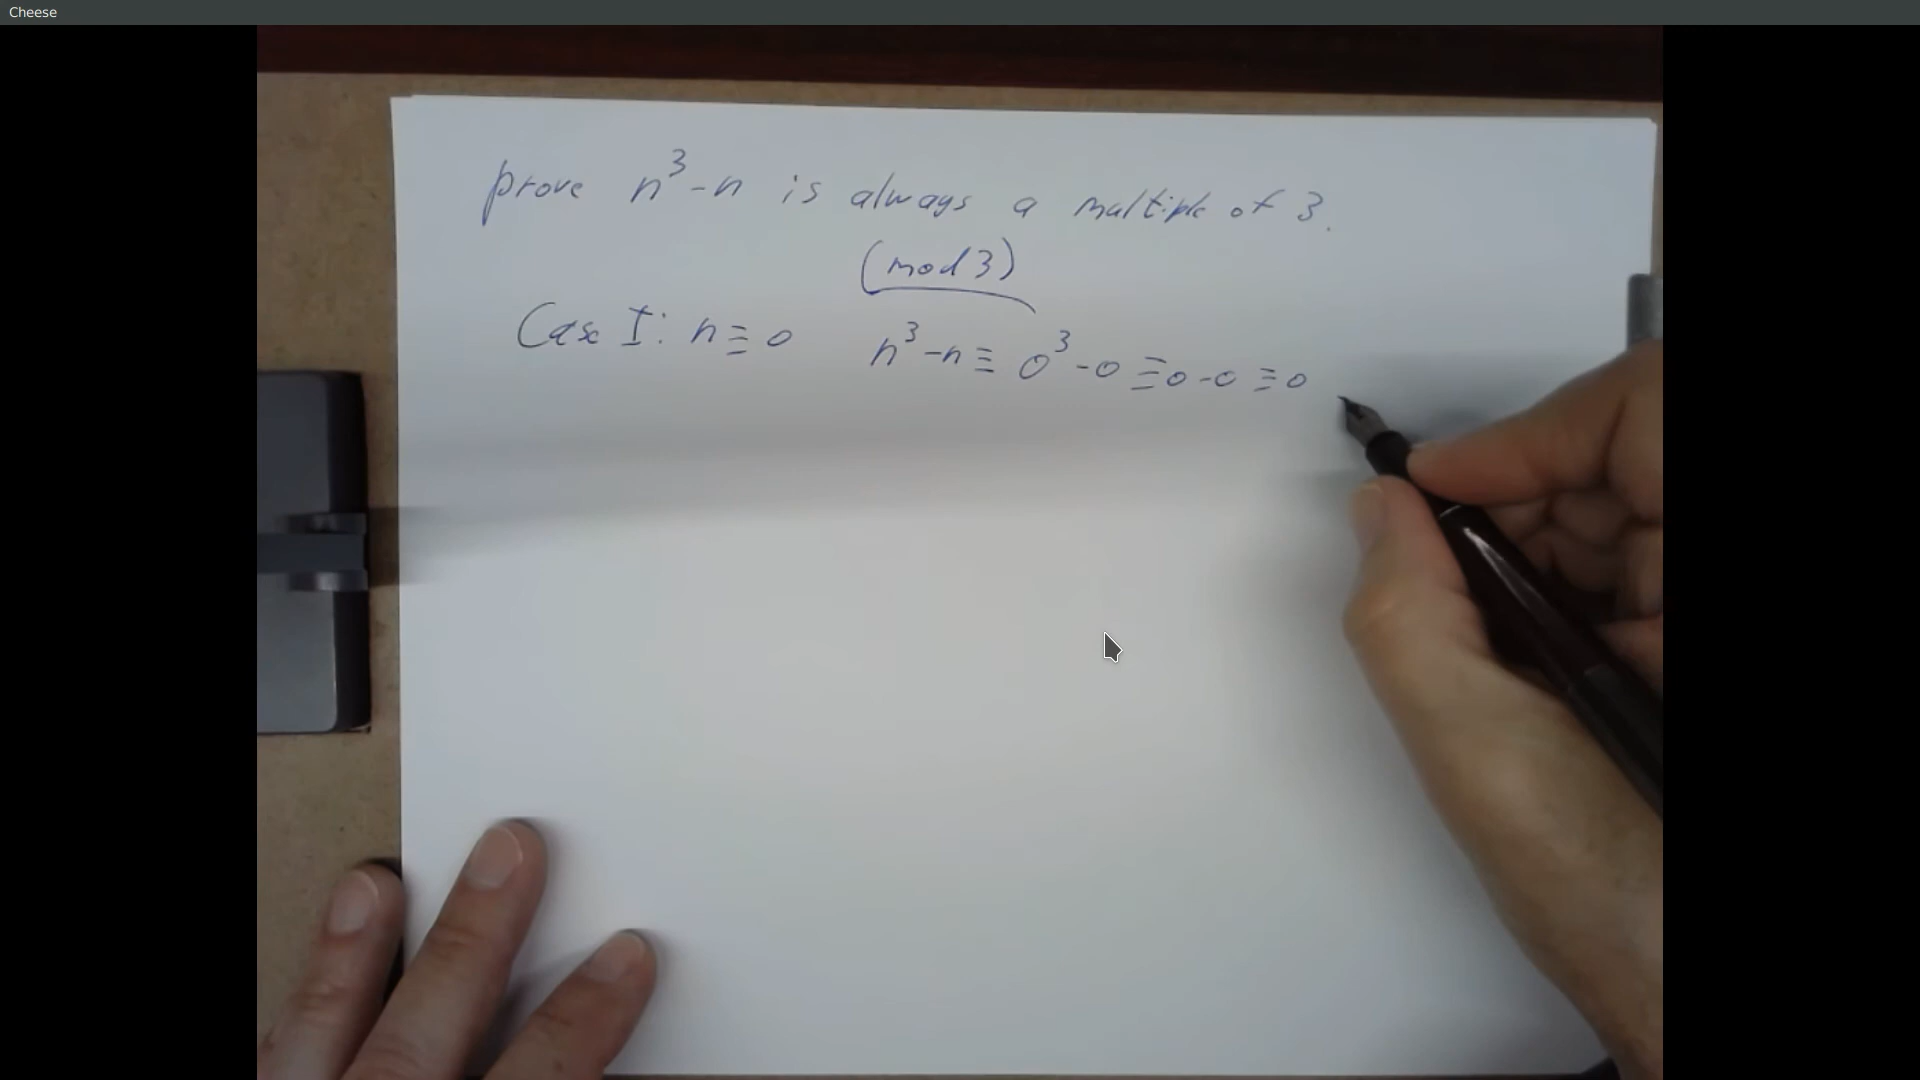 Cheese
prove n³-n is always a multiple of 3.
(mod 3)
Case I: n≡0 n³-n≡ 0³-0 ≡0-0 ≡0